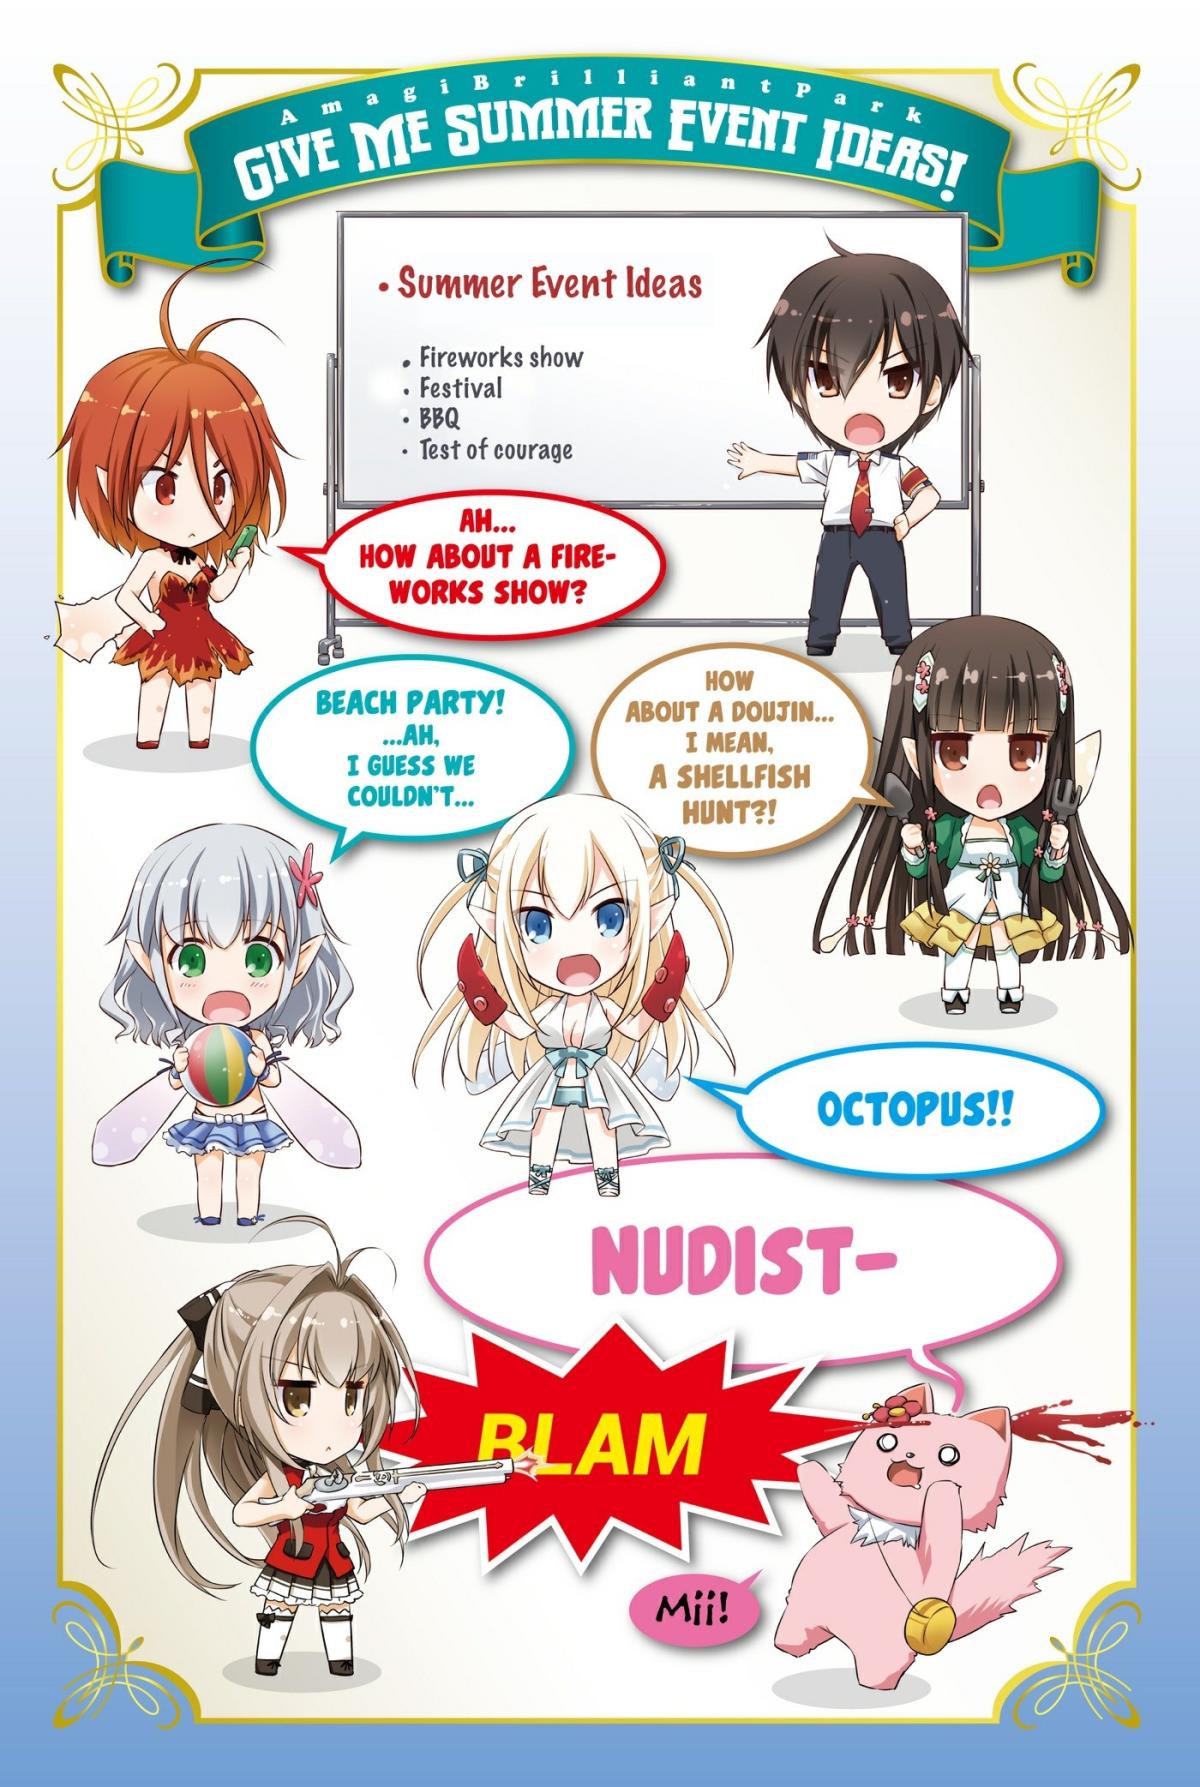 AmagiBrilliantPark
GIVE ME SUMMER EVENT IDEAS!
• Summer Event Ideas
• Fireworks show
• Festival
• BBQ
• Test of courage
AH...
HOW ABOUT A FIRE-
WORKS SHOW?
BEACH PARTY!
...AH,
I GUESS WE
COULDN'T...
HOW
ABOUT A DOUJIN...
I MEAN,
A SHELLFISH
HUNT?!
OCTOPUS!!
NUDIST-
BLAM
Mii!